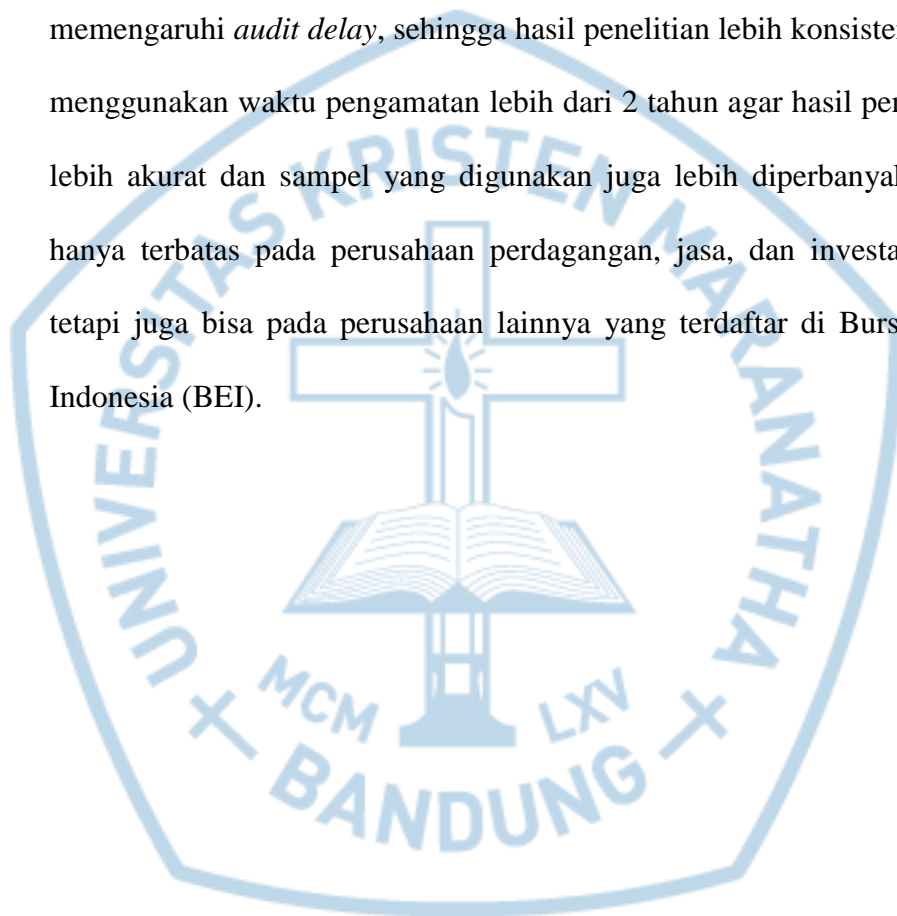 memengaruhi audit delay, sehingga hasil penelitian lebih konsisten
menggunakan waktu pengamatan lebih dari 2 tahun agar hasil
lebih akurat dan sampel yang digunakan juga lebih diperbanyak
hanya terbatas pada perusahaan perdagangan, jasa, dan
tetapi juga bisa pada perusahaan lainnya yang terdaftar di
Indonesia (BEI).
UNIVERSITAS KRISTEN MARANATHA
MCM LXV
BANDUNG